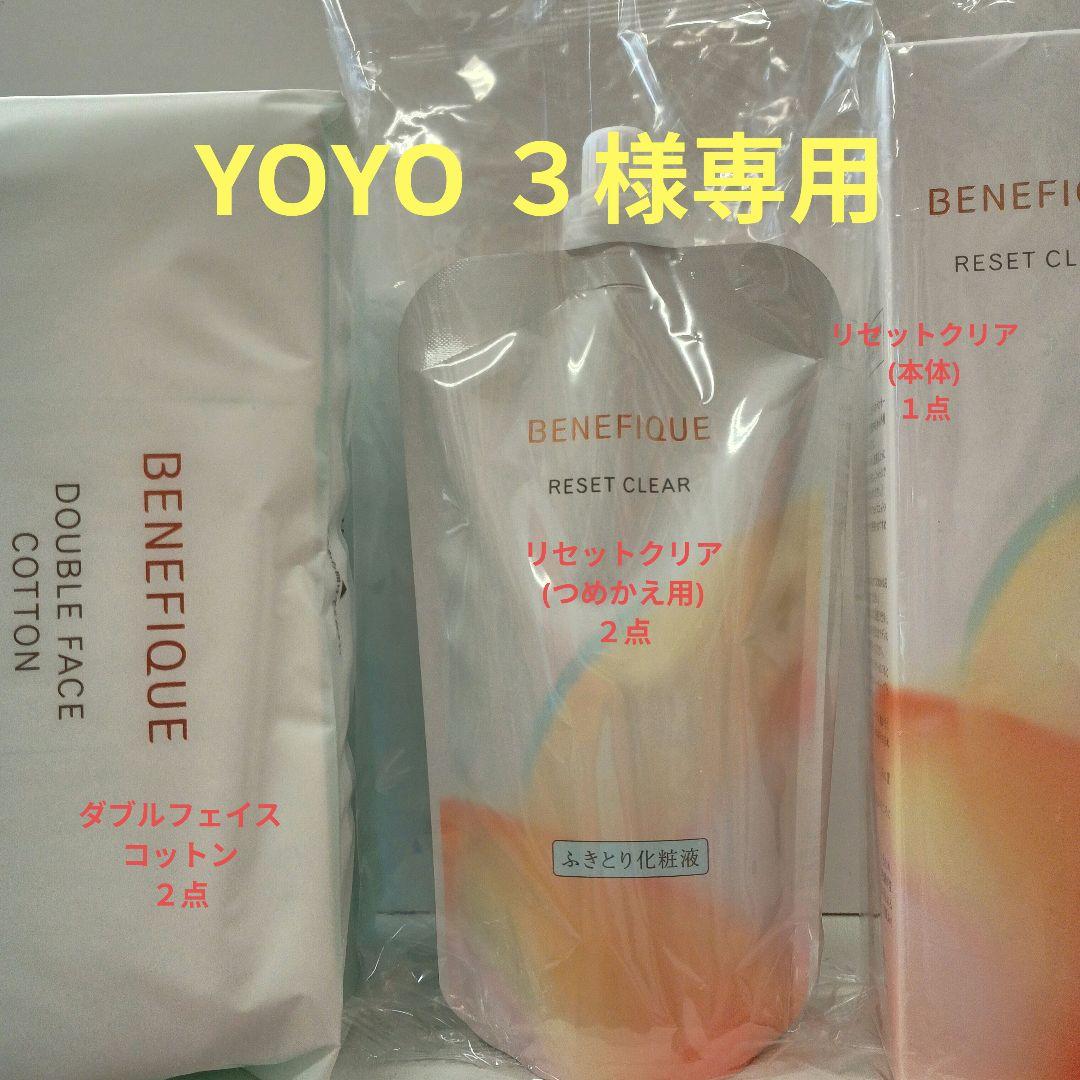 YOYO ３様専用
BENEFIQUE
DOUBLE FACE
COTTON
ダブルフェイス
コットン
２点
BENEFIQUE
RESET CLEAR
リセットクリア
(つめかえ用)
２点
ふきとり化粧液
BENEFIQ
RESET CL
リセットクリア
(本体)
１点